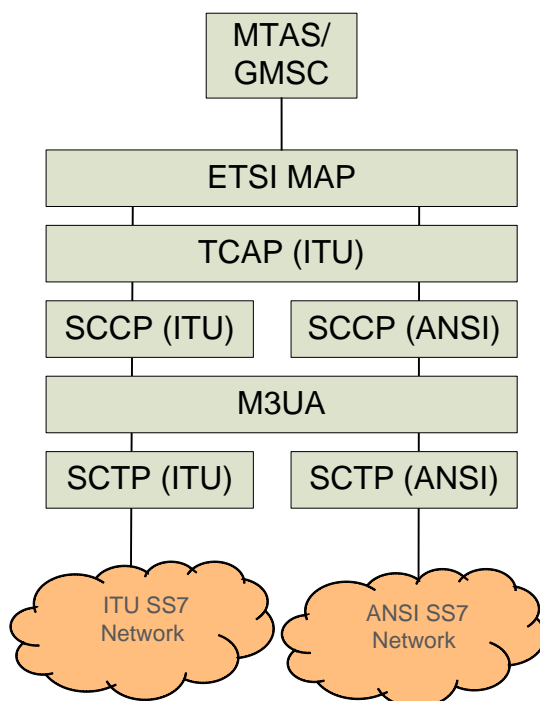 MTAS/
GMSC
ETSI MAP
TCAP (ITU)
SCCP (ITU)
SCCP (ANSI)
M3UA
SCTP (ITU)
SCTP (ANSI)
ITU SS7
Network
ANSI SS7
Network